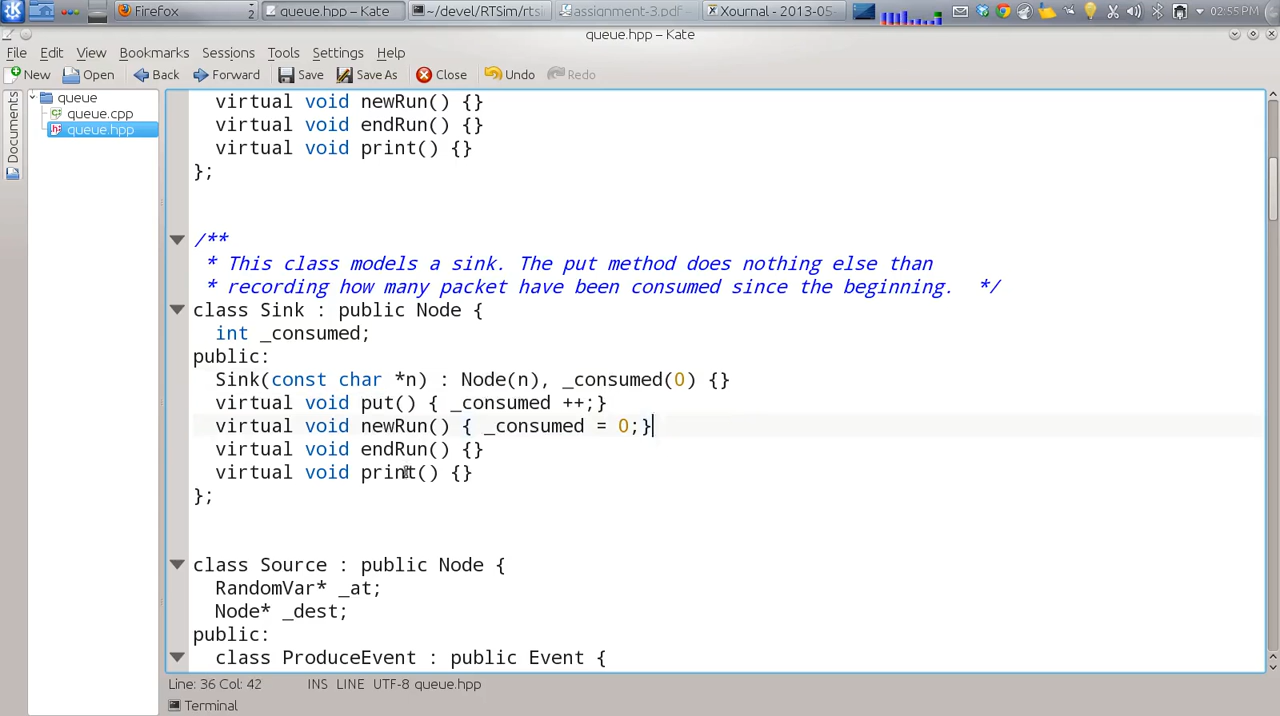 Firefox 2 queue.hpp – Kate ~/devel/RTSim/rtsi assignment-3.pdf – Xournal – 2013-05 02:55 PM
queue.hpp – Kate
File Edit View Bookmarks Sessions Tools Settings Help
New Open Back Forward Save Save As Close Undo Redo
Documents
queue
queue.cpp
queue.hpp
virtual void newRun() {}
virtual void endRun() {}
virtual void print() {}
};
/**
* This class models a sink. The put method does nothing else than
* recording how many packet have been consumed since the beginning.  */
class Sink : public Node {
int _consumed;
public:
Sink(const char *n) : Node(n), _consumed(0) {}
virtual void put() { _consumed ++;}
virtual void newRun() { _consumed = 0;}
virtual void endRun() {}
virtual void print() {}
};
class Source : public Node {
RandomVar* _at;
Node* _dest;
public:
class ProduceEvent : public Event {
Line: 36 Col: 42 INS LINE UTF-8 queue.hpp
Terminal